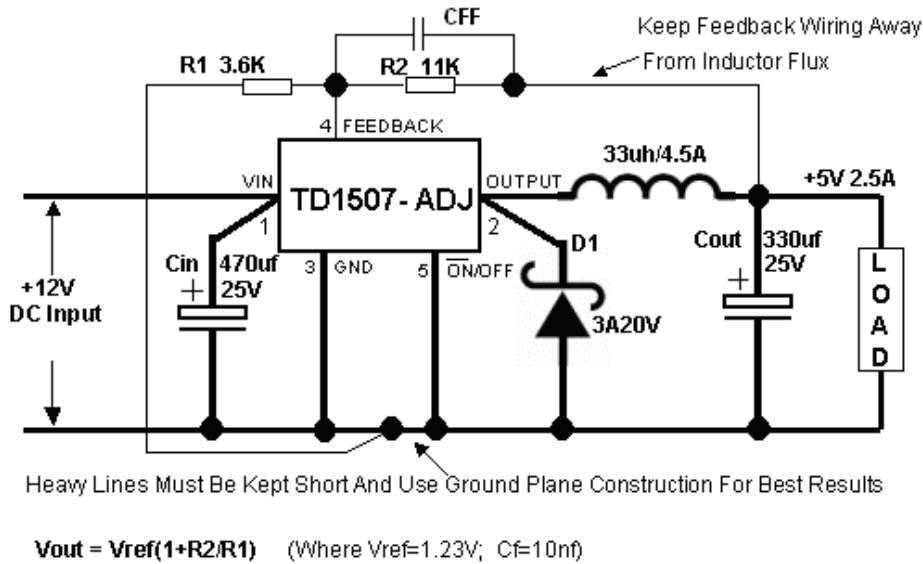 CFF
Keep Feedback Wiring Away
From Inductor Flux
R1 3.6K
R2 11K
4 FEEDBACK
33uh/4.5A
VIN
TD1507- ADJ
OUTPUT
+5V 2.5A
1
2
D1
Cin
470uf
25V
3 GND
5
ON/OFF
Cout
330uf
25V
+
+
+12V
DC Input
3A20V
LOAD
Heavy Lines Must Be Kept Short And Use Ground Plane Construction For Best Results
Vout = Vref(1+R2/R1) (Where Vref=1.23V; Cf=10nf)